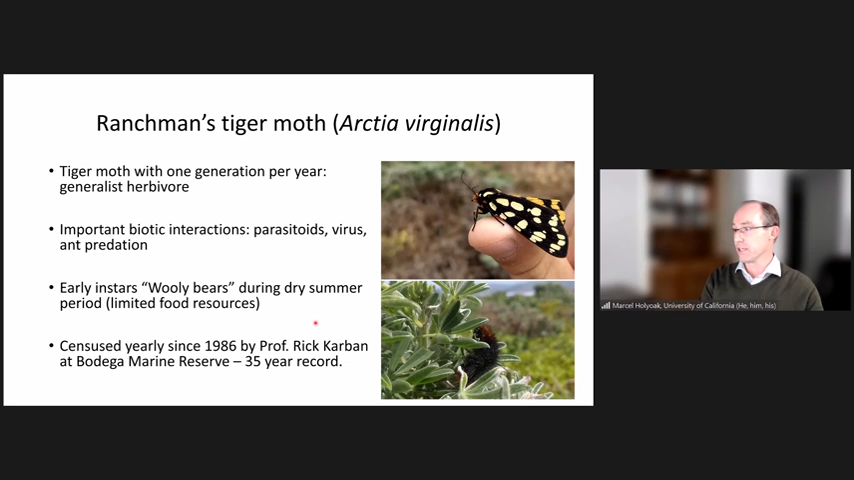 Ranchman's tiger moth (Arctia virginalis)
• Tiger moth with one generation per year:
generalist herbivore
• Important biotic interactions: parasitoids, virus,
ant predation
• Early instars “Wooly bears” during dry summer
period (limited food resources)
• Censused yearly since 1986 by Prof. Rick Karban
at Bodega Marine Reserve – 35 year record.
Marcel Holyoak, University of California (He, him, his)